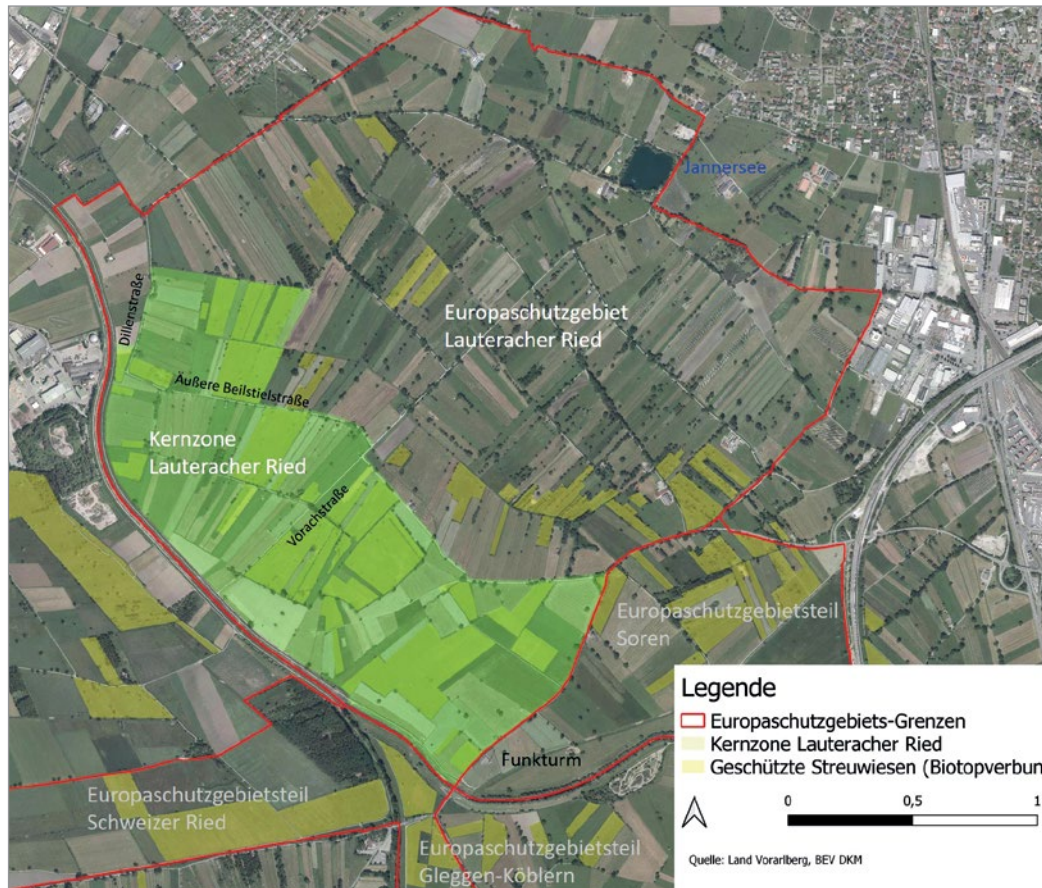 Jannersee
Europaschutzgebiet
Lauteracher Ried
Dillenstraße
Äußere Beilstielstraße
Kernzone
Lauteracher Ried
Vorachstraße
Europaschutzgebietsteil
Soren
Funkturm
Europaschutzgebietsteil
Schweizer Ried
Europaschutzgebietsteil
Gleggen-Köblern
Legende
Europaschutzgebiets-Grenzen
Kernzone Lauteracher Ried
Geschützte Streuwiesen (Biotopverbun
0 0,5 1
Quelle: Land Vorarlberg, BEV DKM